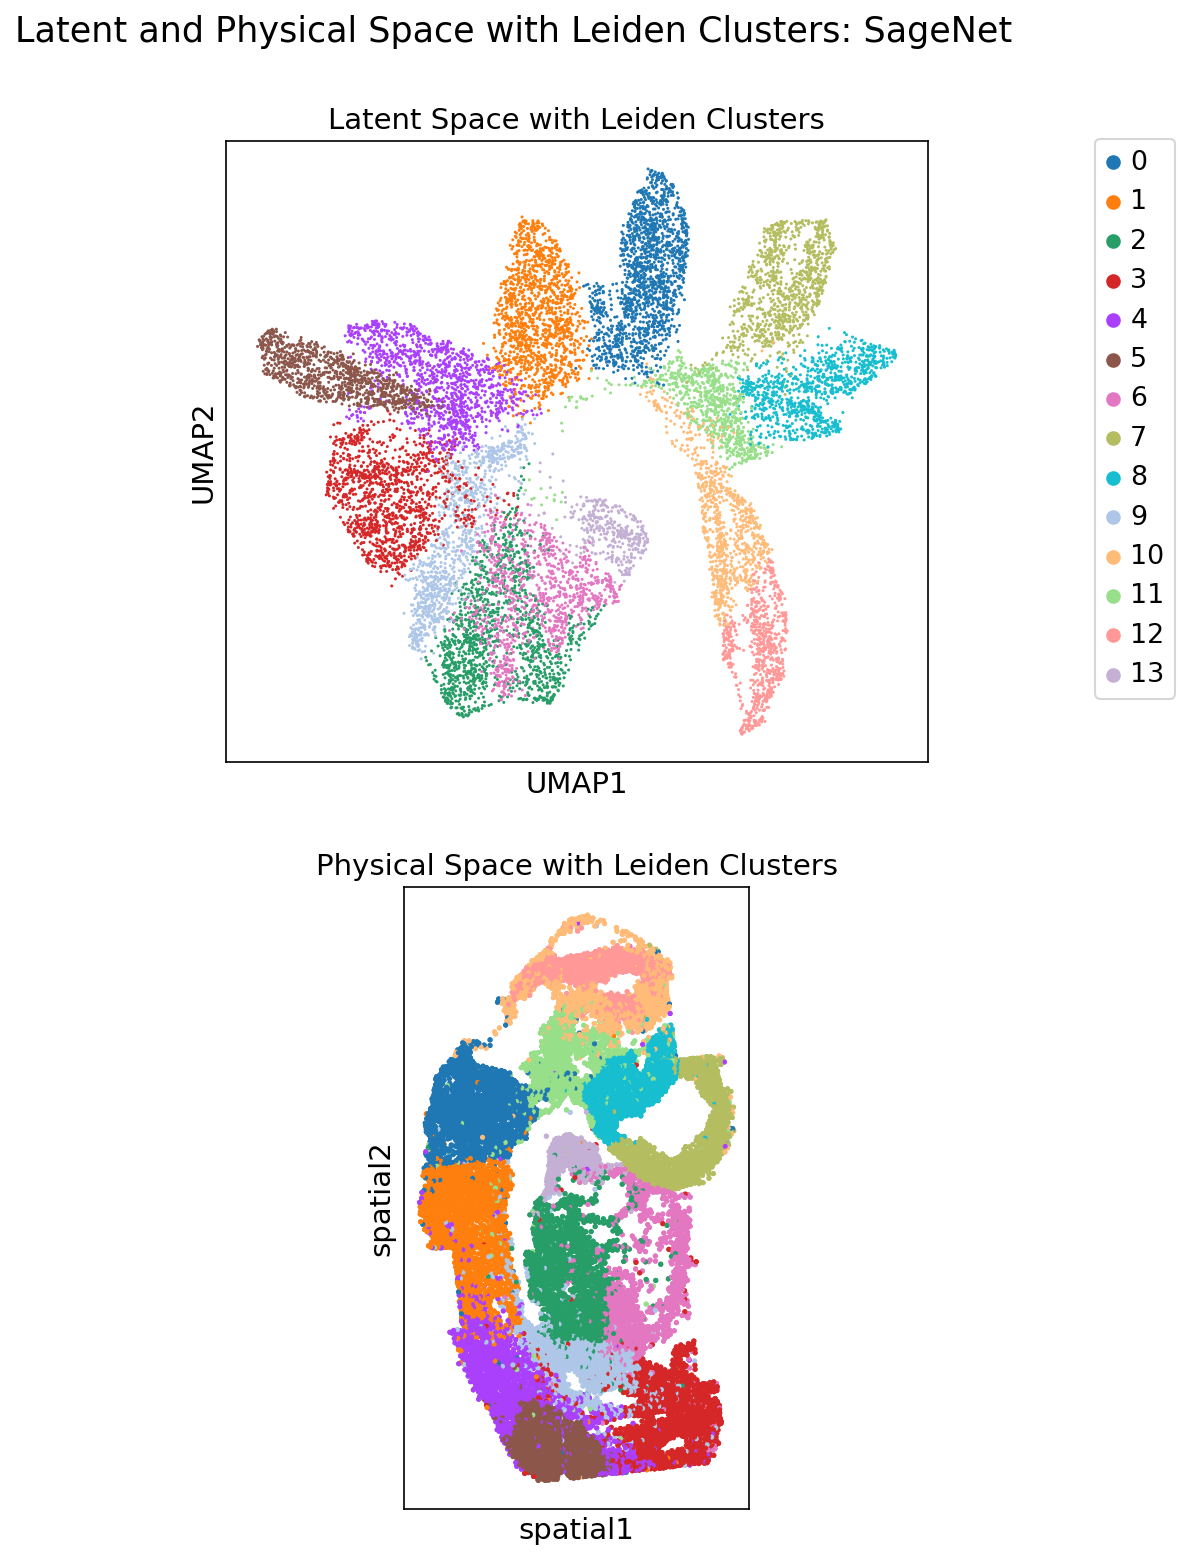 Latent and Physical Space with Leiden Clusters: SageNet
Latent Space with Leiden Clusters
UMAP2
UMAP1
0
1
2
3
4
5
6
7
8
9
10
11
12
13
Physical Space with Leiden Clusters
spatial2
spatial1